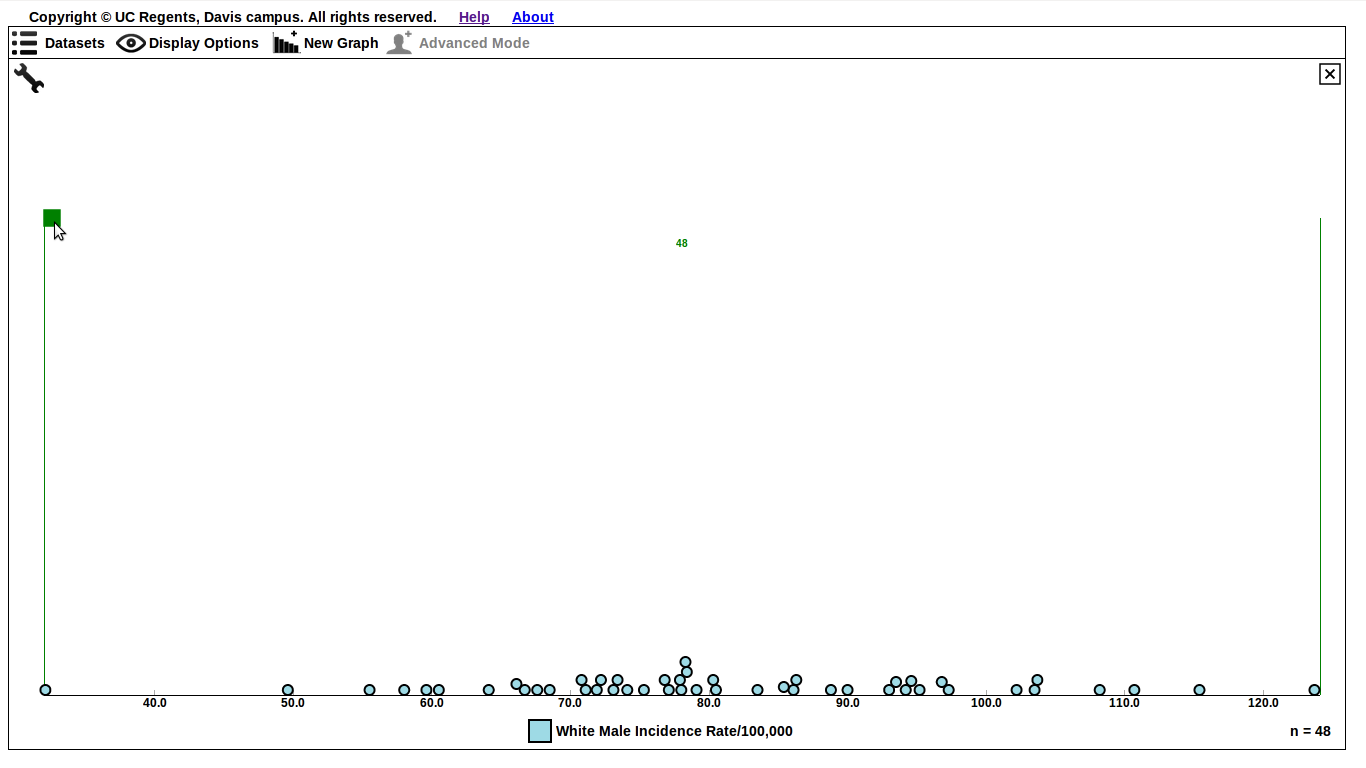 Copyright © UC Regents, Davis campus. All rights reserved. Help About
Datasets Display Options New Graph Advanced Mode
48
40.0 50.0 60.0 70.0 80.0 90.0 100.0 110.0 120.0
White Male Incidence Rate/100,000 n = 48